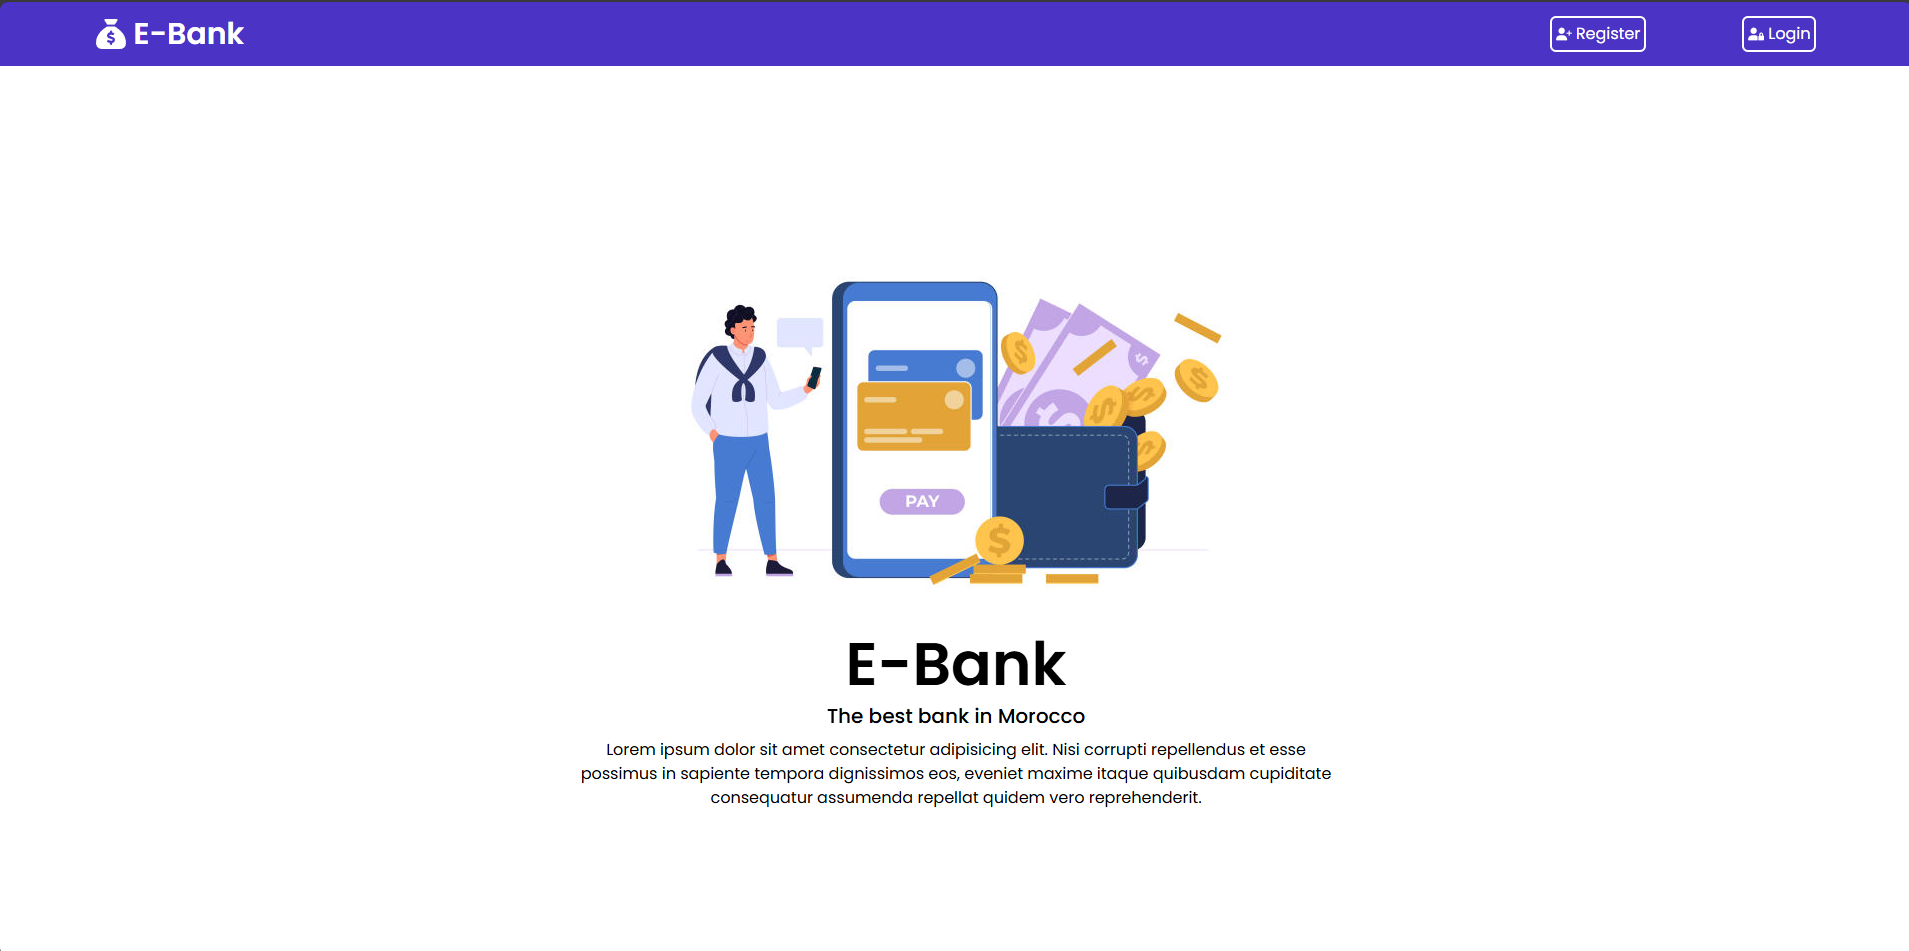 E-Bank
Register
Login
PAY
E-Bank
The best bank in Morocco
Lorem ipsum dolor sit amet consectetur adipisicing elit. Nisi corrupti repellendus et esse
possimus in sapiente tempora dignissimos eos, eveniet maxime itaque quibusdam cupiditate
consequatur assumenda repellat quidem vero reprehenderit.